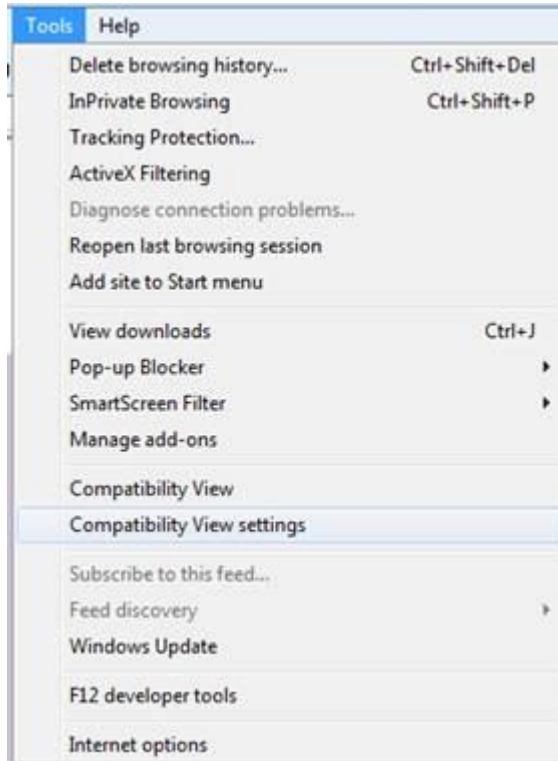 Tools Help
Delete browsing history... Ctrl+Shift+Del
InPrivate Browsing Ctrl+Shift+P
Tracking Protection...
ActiveX Filtering
Diagnose connection problems...
Reopen last browsing session
Add site to Start menu
View downloads Ctrl+J
Pop-up Blocker
SmartScreen Filter
Manage add-ons
Compatibility View
Compatibility View settings
Subscribe to this feed...
Feed discovery
Windows Update
F12 developer tools
Internet options